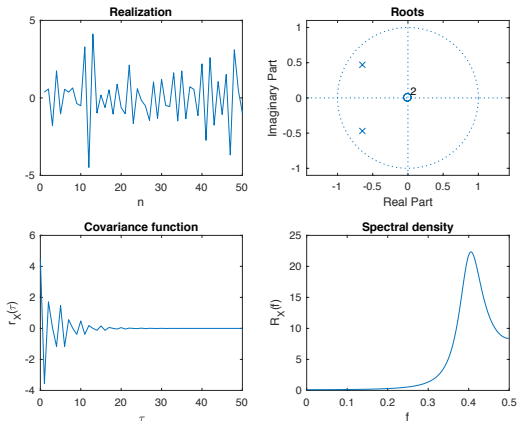 Realization
5
0
-5
0 10 20 30 40 50
n
Roots
Imaginary Part
1
0.5
0
-0.5
-1
2
-1 -0.5 0 0.5 1
Real Part
Covariance function
r_X(τ)
6
4
2
0
-2
-4
0 10 20 30 40 50
τ
Spectral density
R_X(f)
25
20
15
10
5
0
0 0.1 0.2 0.3 0.4 0.5
f